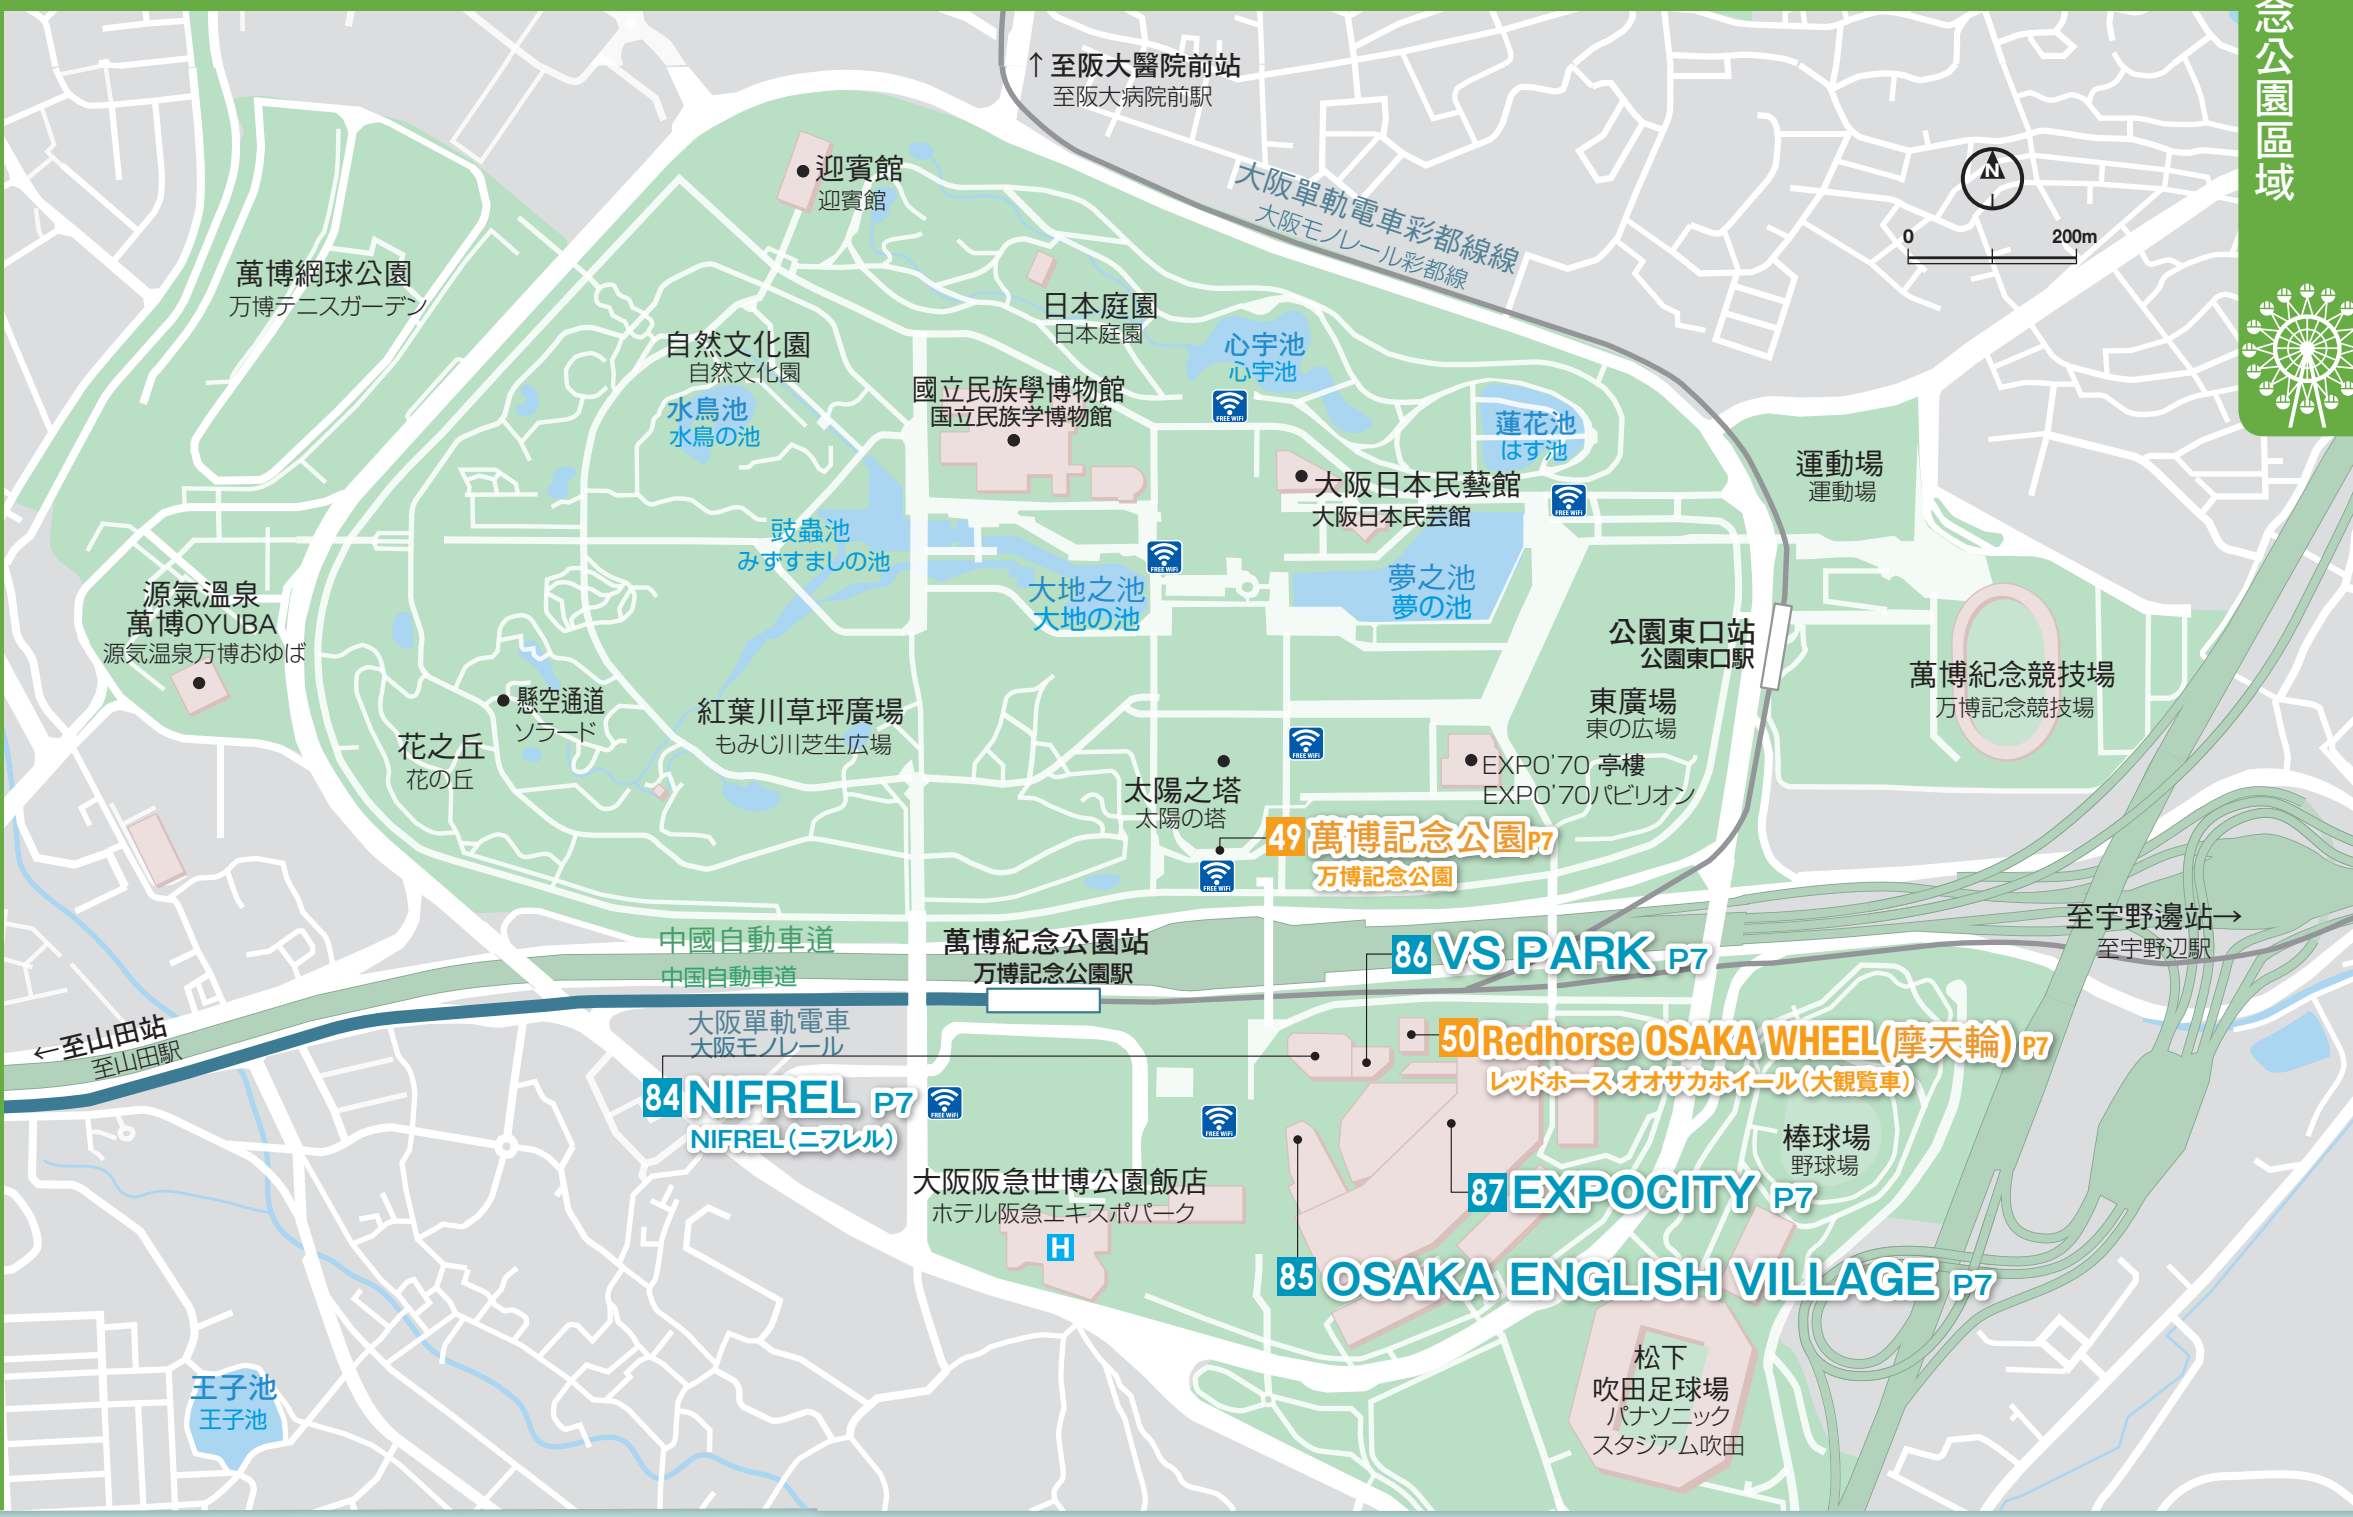 念公園區域
↑至阪大醫院前站
至阪大病院前駅
大阪單軌電車彩都線線
大阪モノレール彩都線
N
0 200m
迎賓館
迎賓館
萬博網球公園
万博テニスガーデン
日本庭園
日本庭園
自然文化園
自然文化園
心字池
心字池
國立民族學博物館
国立民族学博物館
水鳥池
水鳥の池
FREE WiFi
蓮花池
はす池
運動場
運動場
大阪日本民藝館
大阪日本民芸館
FREE WiFi
豉蟲池
みずすましの池
FREE WiFi
大地之池
大地の池
夢之池
夢の池
源氣溫泉
萬博OYUBA
源気温泉万博おゆば
公園東口站
公園東口駅
萬博紀念競技場
万博記念競技場
懸空通道
ソラード
紅葉川草坪廣場
もみじ川芝生広場
東廣場
東の広場
花之丘
花の丘
FREE WiFi
EXPO'70 亭樓
EXPO'70パビリオン
太陽之塔
太陽の塔
49 萬博記念公園P7
万博記念公園
FREE WiFi
至宇野邊站→
至宇野辺駅
中國自動車道
中国自動車道
萬博紀念公園站
万博記念公園駅
86 VS PARK P7
大阪單軌電車
大阪モノレール
←至山田站
至山田駅
50 Redhorse OSAKA WHEEL(摩天輪) P7
レッドホース オオサカホイール(大観覧車)
84 NIFREL P7
NIFREL(ニフレル)
FREE WiFi
FREE WiFi
棒球場
野球場
大阪阪急世博公園飯店
ホテル阪急エキスポパーク
H
87 EXPOCITY P7
85 OSAKA ENGLISH VILLAGE P7
松下
吹田足球場
パナソニック
スタジアム吹田
王子池
王子池